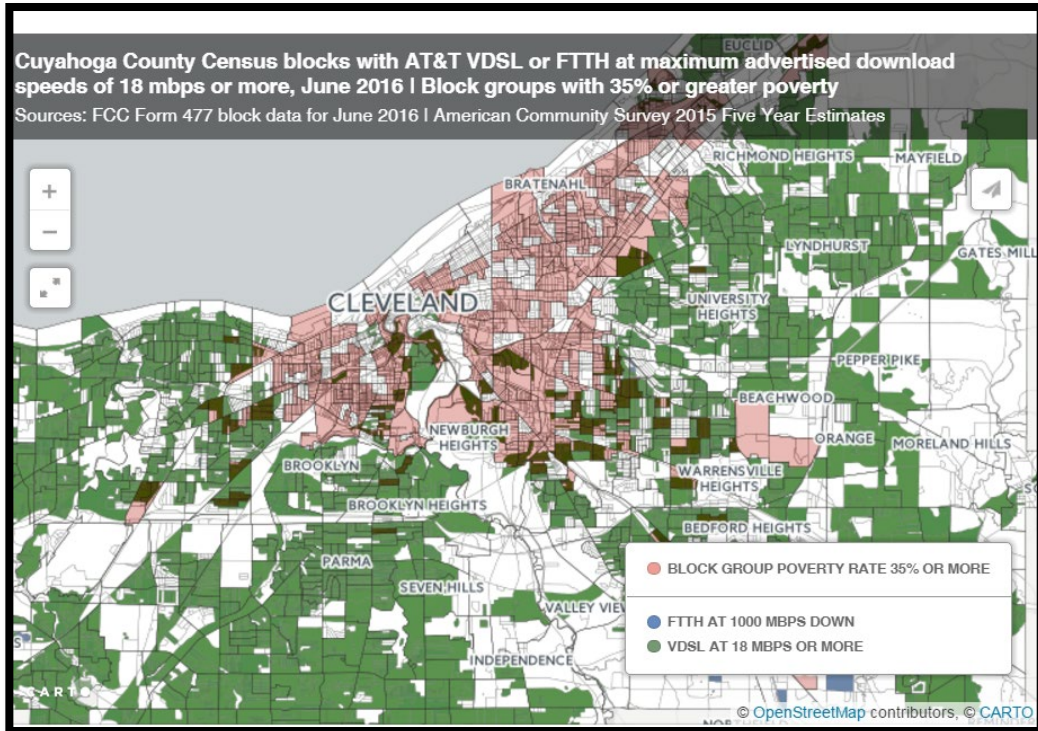 EUCLID
Cuyahoga County Census blocks with AT&T VDSL or FTTH at maximum advertised download
speeds of 18 mbps or more, June 2016 | Block groups with 35% or greater poverty
Sources: FCC Form 477 block data for June 2016 | American Community Survey 2015 Five Year Estimates
+
−
RICHMOND HEIGHTS
MAYFIELD
BRATENAHL
LYNDHURST
GATES MILL
CLEVELAND
UNIVERSITY
HEIGHTS
PEPPER PIKE
BEACHWOOD
NEWBURGH
HEIGHTS
ORANGE
MORELAND HILLS
BROOKLYN
WARRENSVILLE
HEIGHTS
BROOKLYN HEIGHTS
BEDFORD HEIGHTS
PARMA
SEVEN HILLS
VALLEY VIE
INDEPENDENCE
BLOCK GROUP POVERTY RATE 35% OR MORE
FTTH AT 1000 MBPS DOWN
VDSL AT 18 MBPS OR MORE
CARTO
© OpenStreetMap contributors, © CARTO